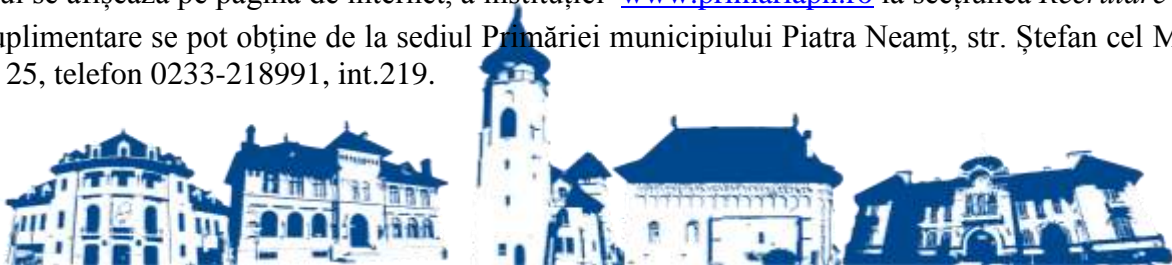 ul se afișează pe pagina de internet, a instituției www.primariapn.ro la secțiunea Recrutare
uplimentare se pot obține de la sediul Primăriei municipiului Piatra Neamț, str. Ștefan cel M
25, telefon 0233-218991, int.219.